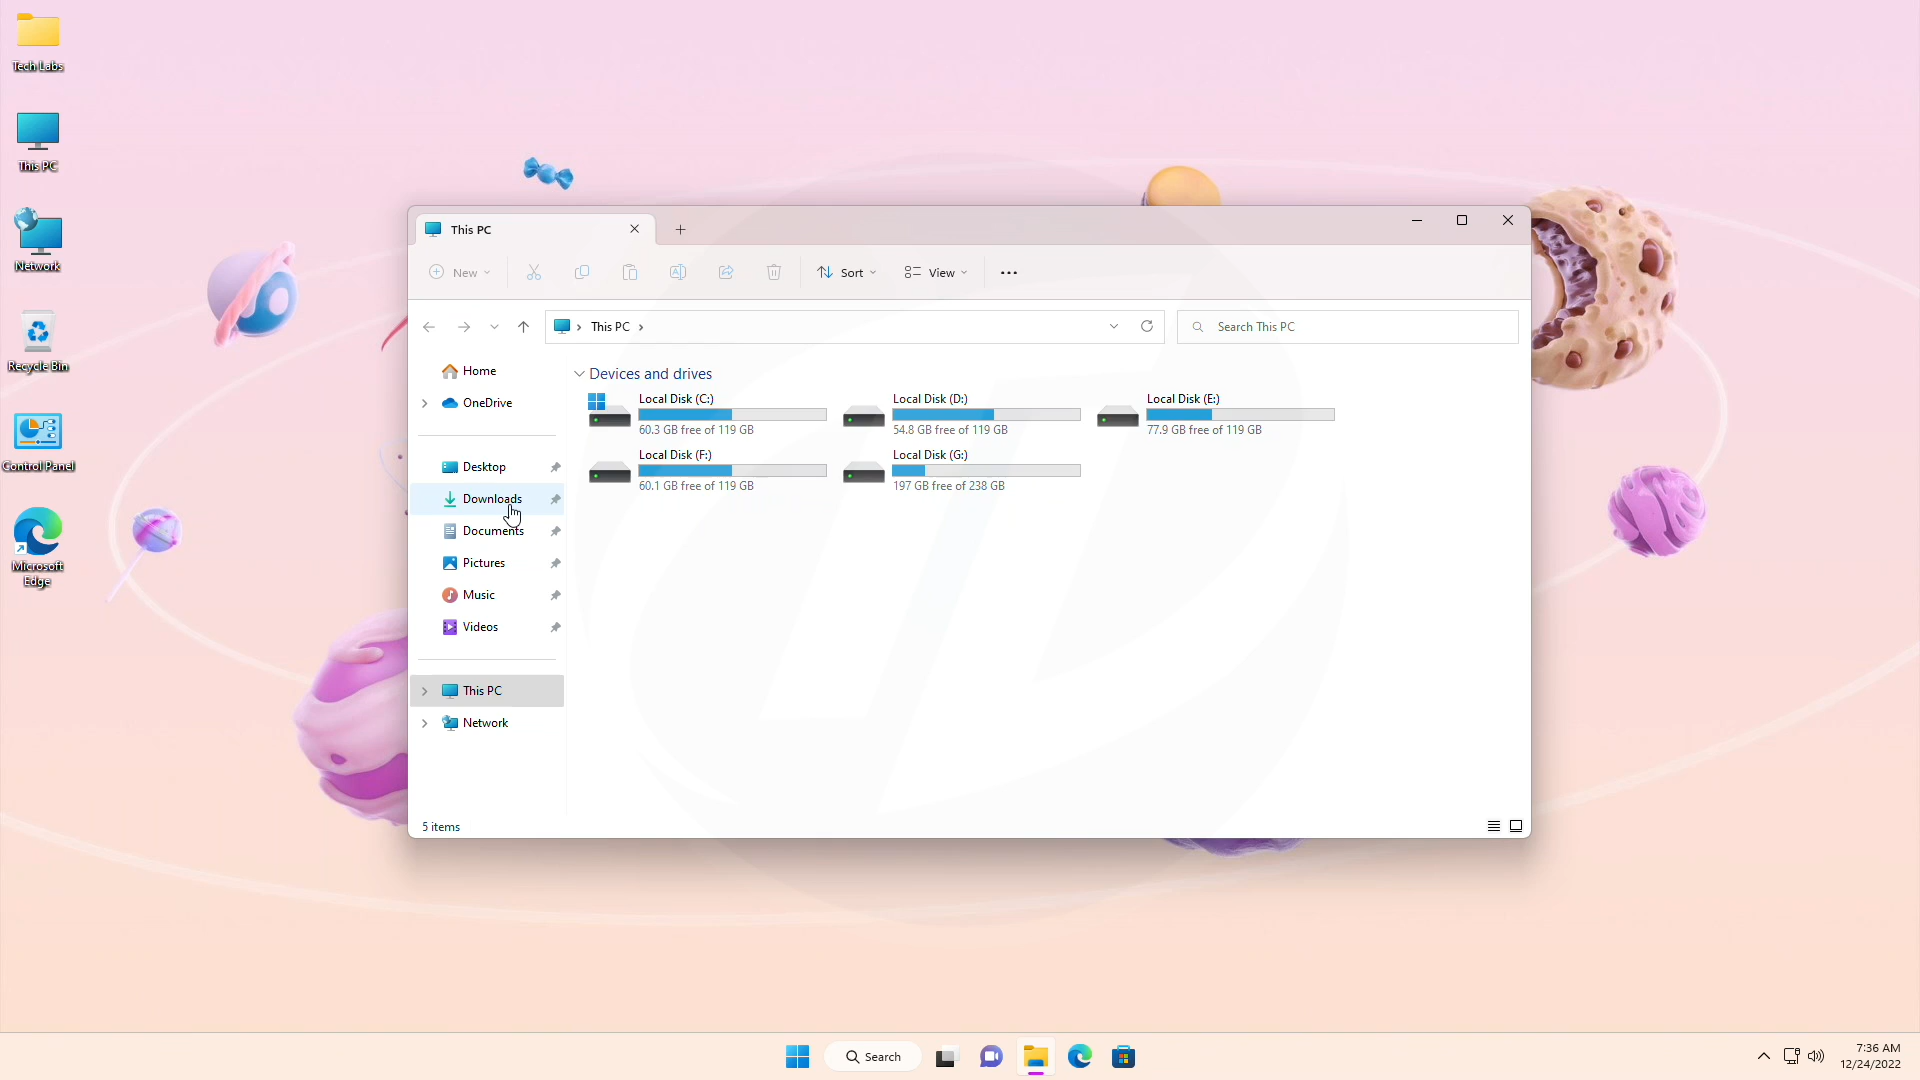 Tech Labs
This PC
Network
Recycle Bin
Control Panel
Microsoft
Edge
This PC
New
Sort
View
This PC
Search This PC
Home
OneDrive
Desktop
Downloads
Documents
Pictures
Music
Videos
This PC
Network
Devices and drives
Local Disk (C:)
60.3 GB free of 119 GB
Local Disk (D:)
54.8 GB free of 119 GB
Local Disk (E:)
77.9 GB free of 119 GB
Local Disk (F:)
60.1 GB free of 119 GB
Local Disk (G:)
197 GB free of 238 GB
5 items
Search
7:36 AM
12/24/2022